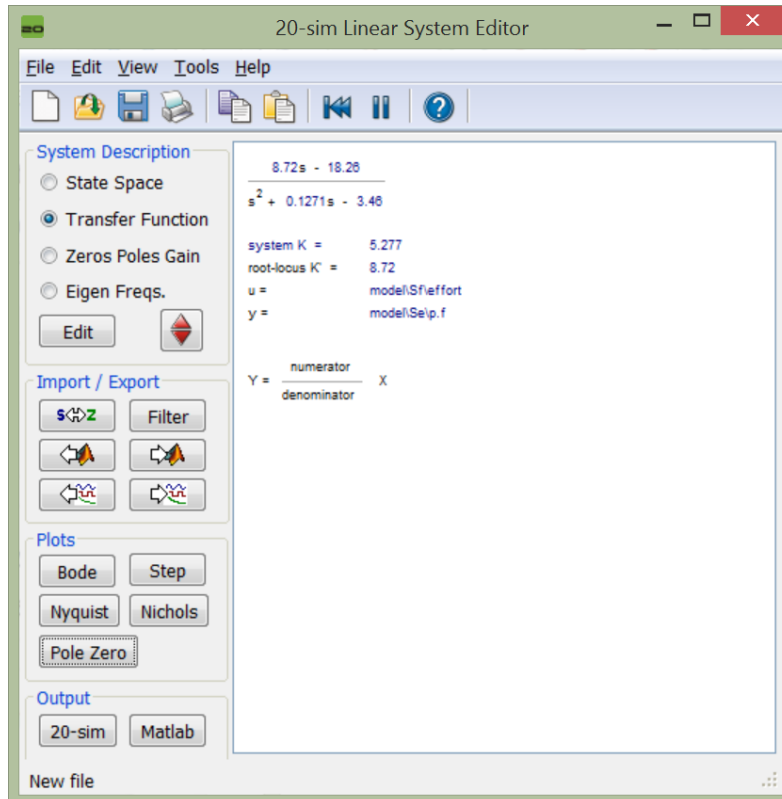 20-sim Linear System Editor
File Edit View Tools Help
System Description
State Space
Transfer Function
Zeros Poles Gain
Eigen Freqs.
Edit
Import / Export
S Z
Filter
Plots
Bode Step
Nyquist Nichols
Pole Zero
Output
20-sim Matlab
8.72s - 18.26
s² + 0.1271s - 3.46
system K = 5.277
root-locus K' = 8.72
u = model\Sf\effort
y = model\Se\p.f
numerator
Y = X
denominator
New file